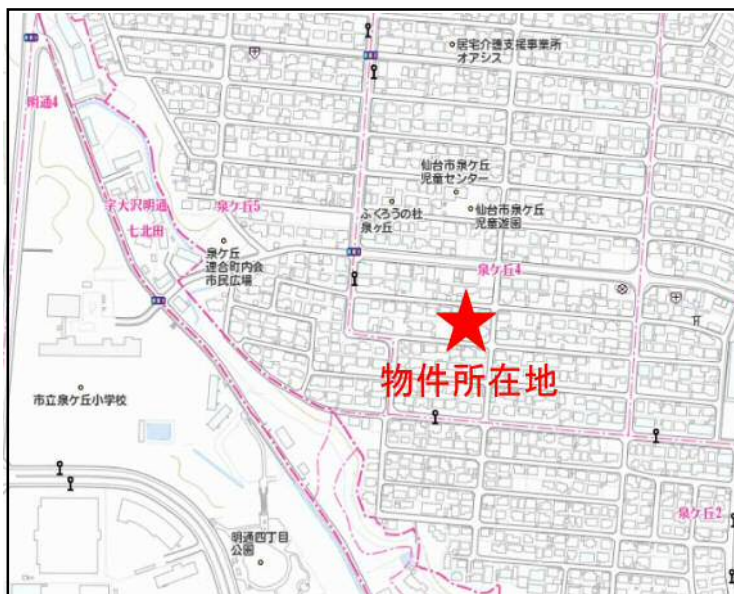 居宅介護支援事業所
オアシス
明通4
仙台市泉ケ丘
児童センター
字大沢明通
七北田
泉ケ丘5
ふくろうの杜
泉ヶ丘
仙台市泉ケ丘
児童遊園
泉ケ丘
連合町内会
市民広場
泉ケ丘4
物件所在地
市立泉ケ丘小学校
泉ケ丘2
明通四丁目
公園